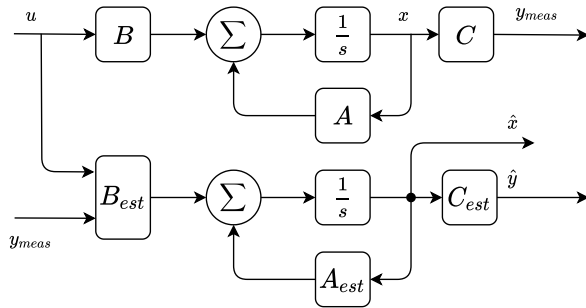 u x y_meas
B ∑ 1/s C
A
x̂
ŷ
B_est ∑ 1/s C_est
y_meas
A_est